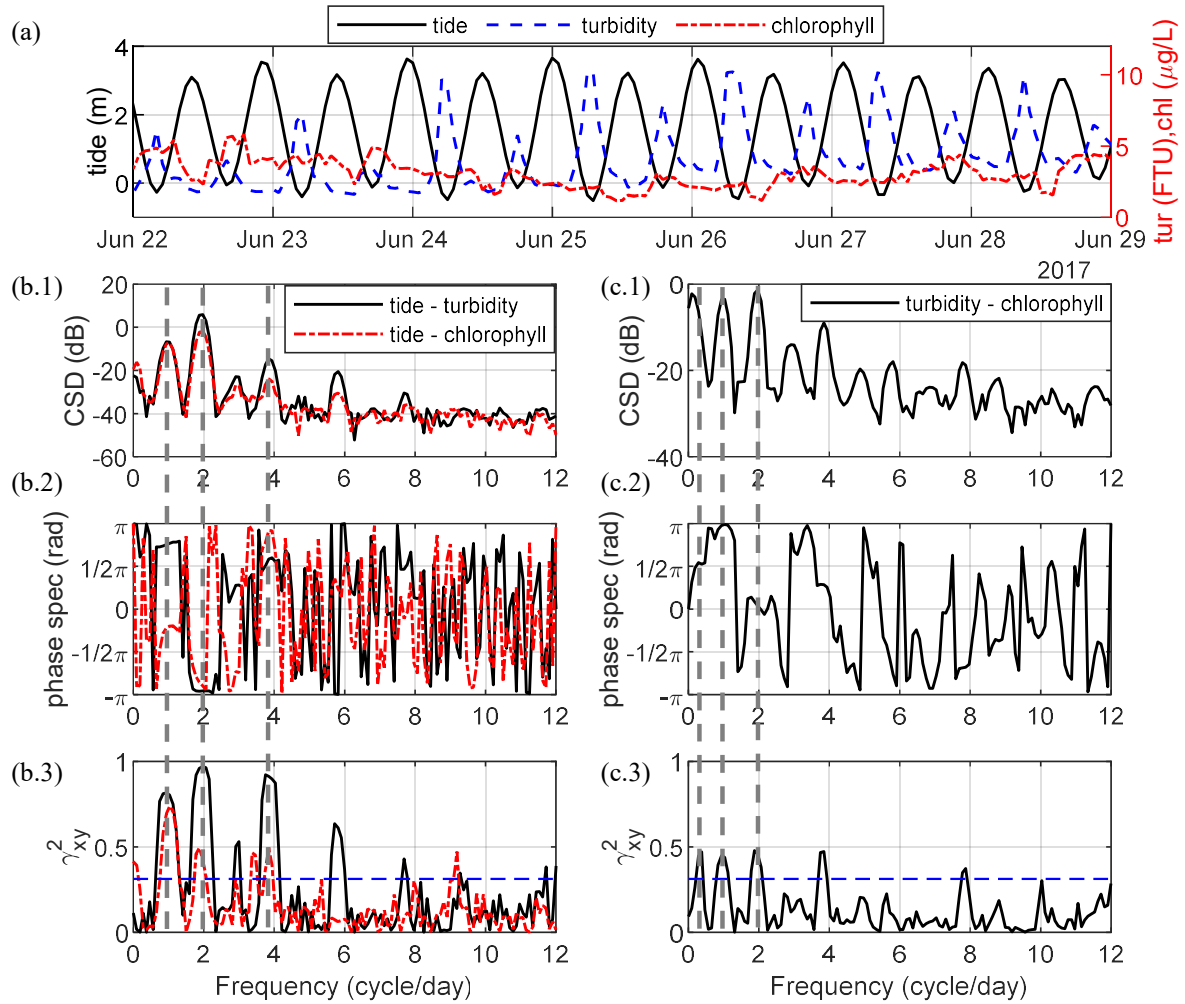 (a)
tide turbidity chlorophyll
4
2
0
tide (m)
10
5
0
tur (FTU),chl (μg/L)
Jun 22 Jun 23 Jun 24 Jun 25 Jun 26 Jun 27 Jun 28 Jun 29
2017
(b.1)
20
0
-20
-40
-60
CSD (dB)
tide - turbidity
tide - chlorophyll
0 2 4 6 8 10 12
(c.1)
0
-20
-40
CSD (dB)
turbidity - chlorophyll
0 2 4 6 8 10 12
(b.2)
π
1/2π
0
-1/2π
-π
phase spec (rad)
0 2 4 6 8 10 12
(c.2)
π
1/2π
0
-1/2π
-π
phase spec (rad)
0 2 4 6 8 10 12
(b.3)
1
0.5
0
γ²xy
0 2 4 6 8 10 12
Frequency (cycle/day)
(c.3)
1
0.5
0
γ²xy
0 2 4 6 8 10 12
Frequency (cycle/day)